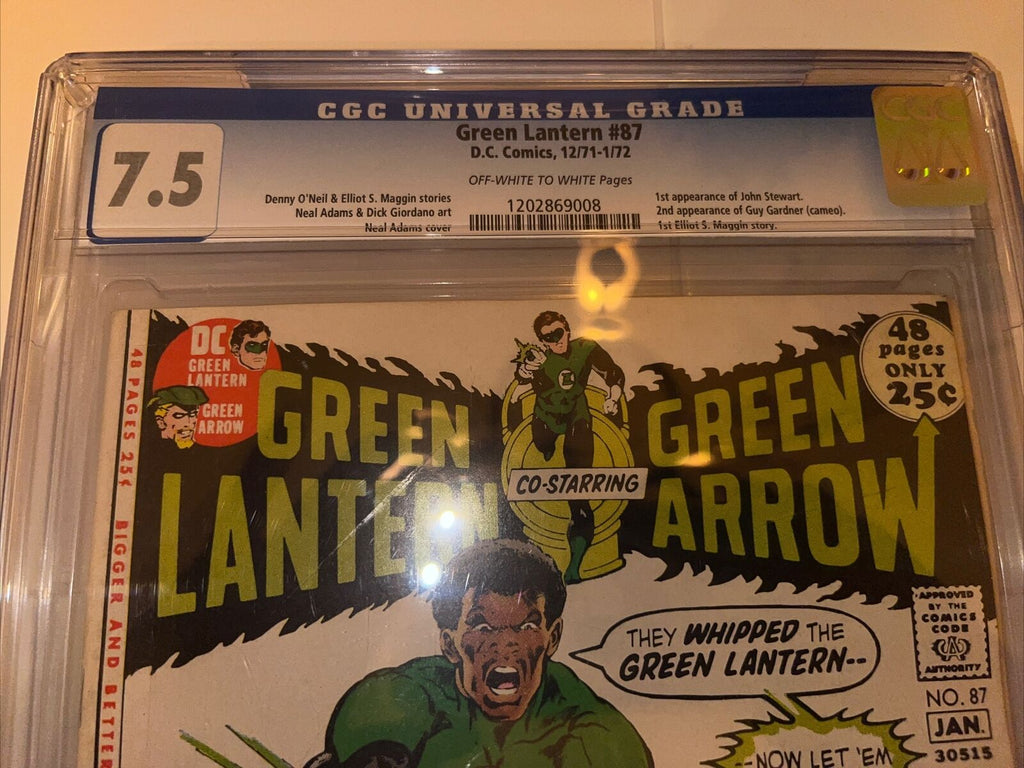 CGC UNIVERSAL GRADE
7.5
Green Lantern #87
D.C. Comics, 12/71-1/72
OFF-WHITE TO WHITE Pages
Denny O'Neil & Elliot S. Maggin stories
Neal Adams & Dick Giordano art
Neal Adams cover
1202869008
1st appearance of John Stewart.
2nd appearance of Guy Gardner (cameo).
1st Elliot S. Maggin story.
CGC
48 PAGES 25¢ BIGGER AND BETTER
DC
GREEN
LANTERN
GREEN
ARROW
GREEN
LANTERN
CO-STARRING
GREEN
ARROW
48
pages
ONLY
25¢
APPROVED
BY THE
COMICS
CODE
AUTHORITY
NO. 87
JAN.
30515
THEY WHIPPED THE
GREEN LANTERN--
--NOW LET 'EM